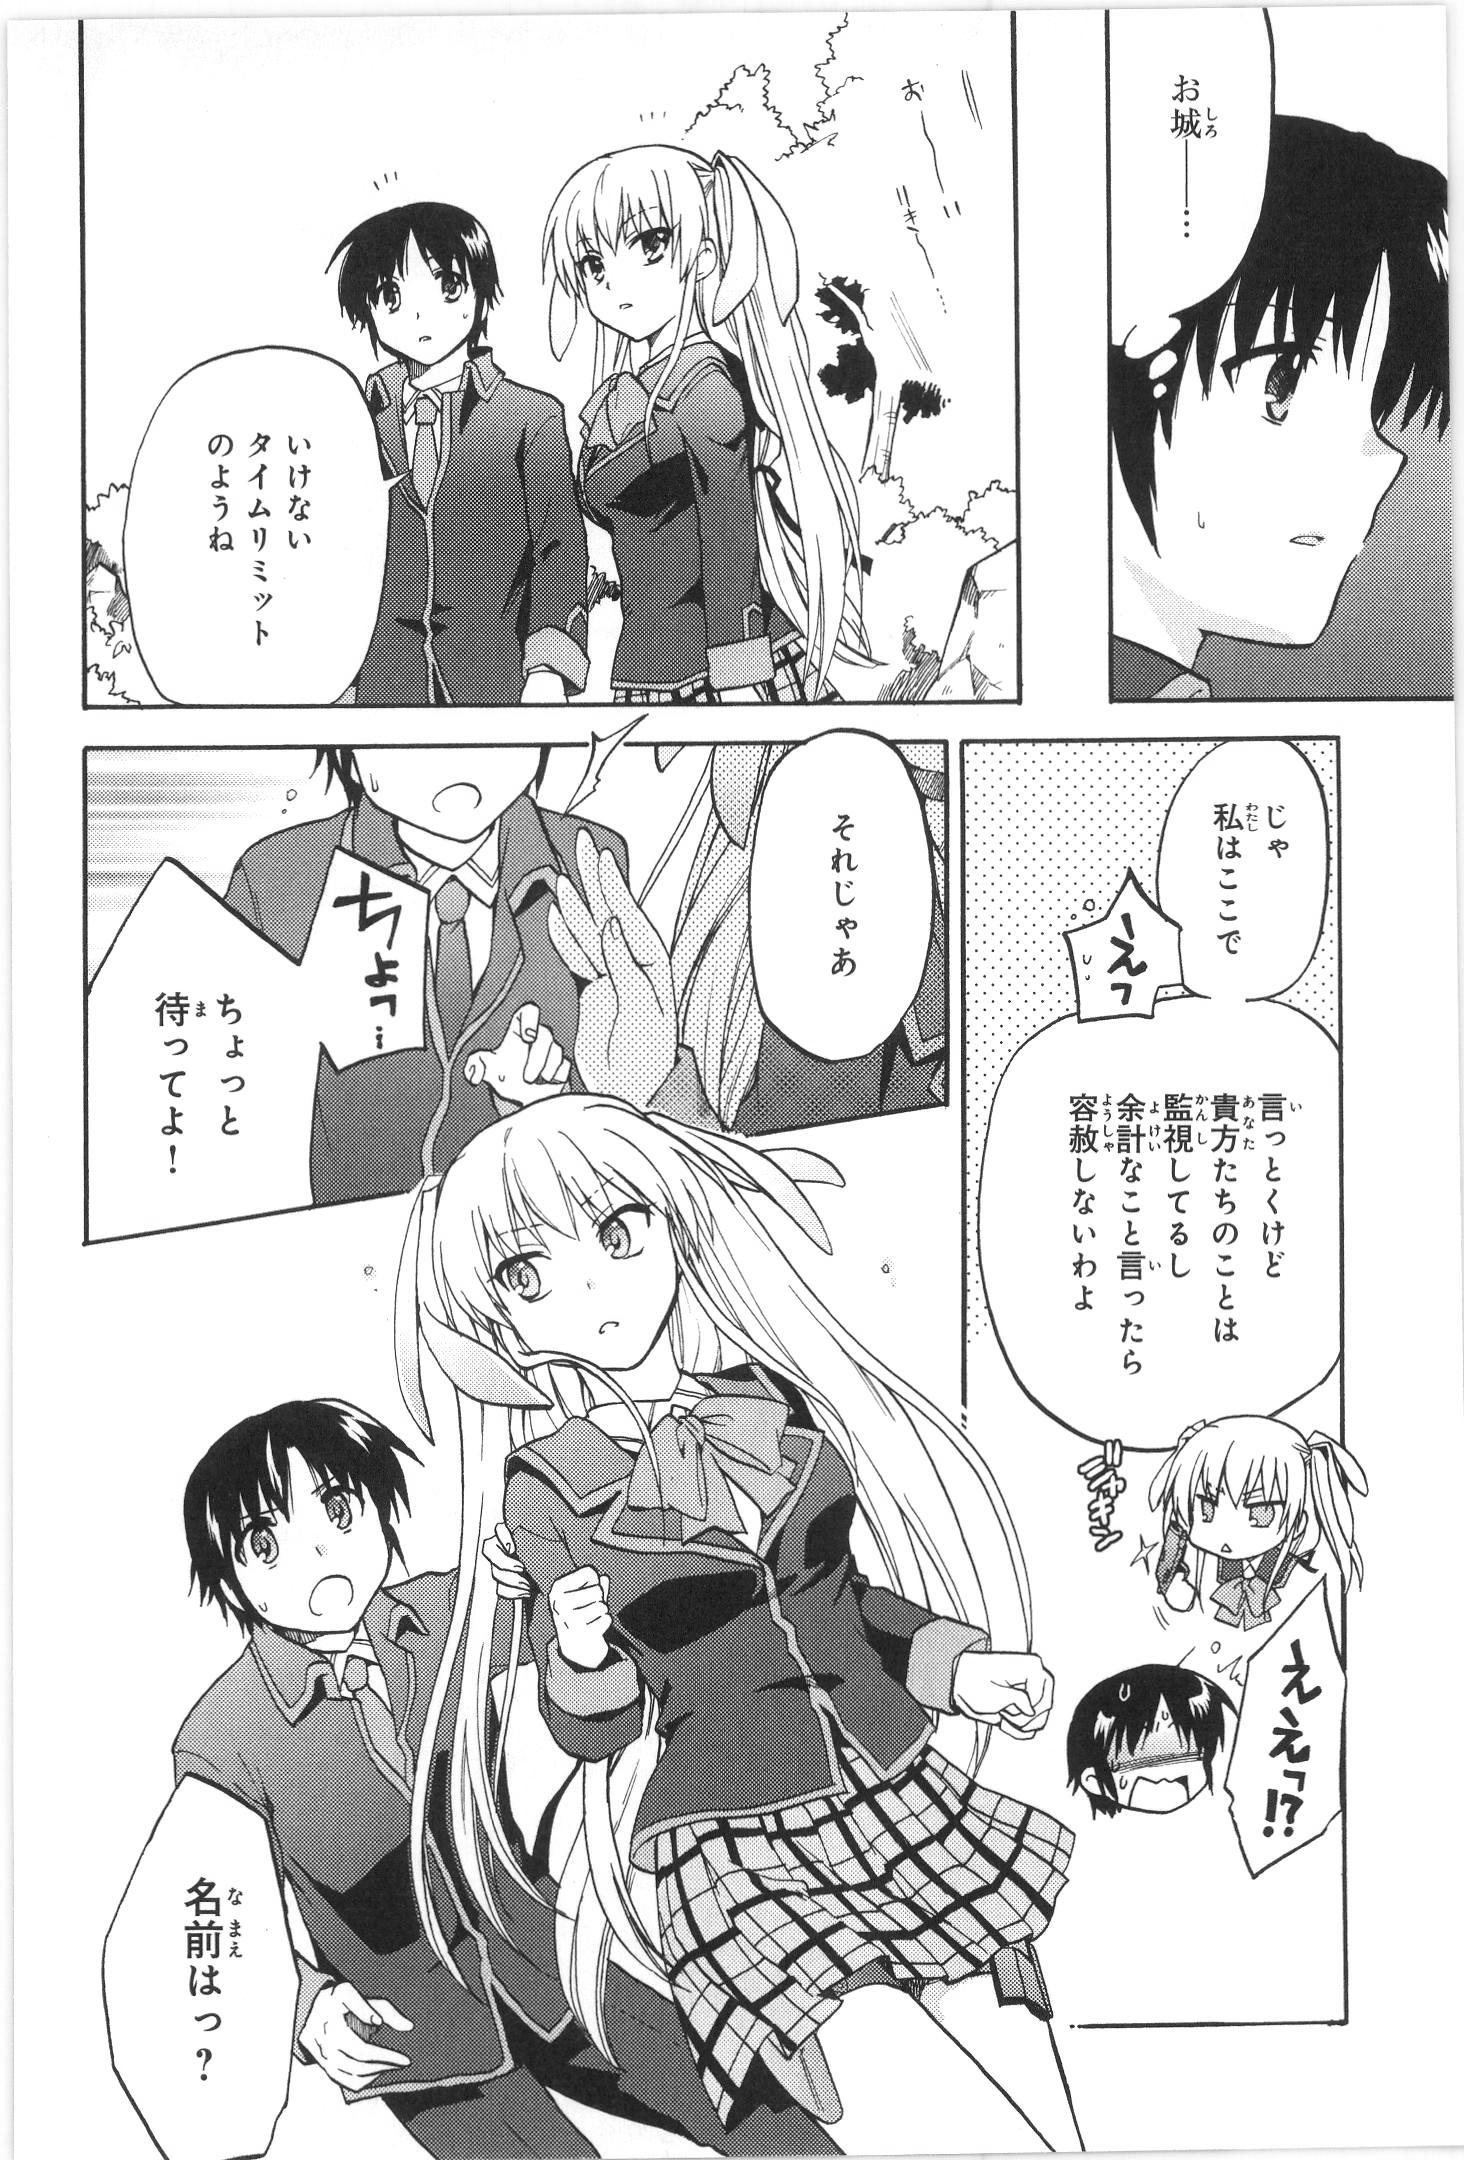 お城――…
お
ーき…
いけない
タイムリミット
のようね
じゃ
私はここで
えーっ
言っとくけど
貴方たちのことは
監視してるし
余計なこと言ったら
容赦しないわよ
ジャキン
ええっ!?
それじゃあ
ちょっ…
ちょっと
待ってよ!
名前はっ?